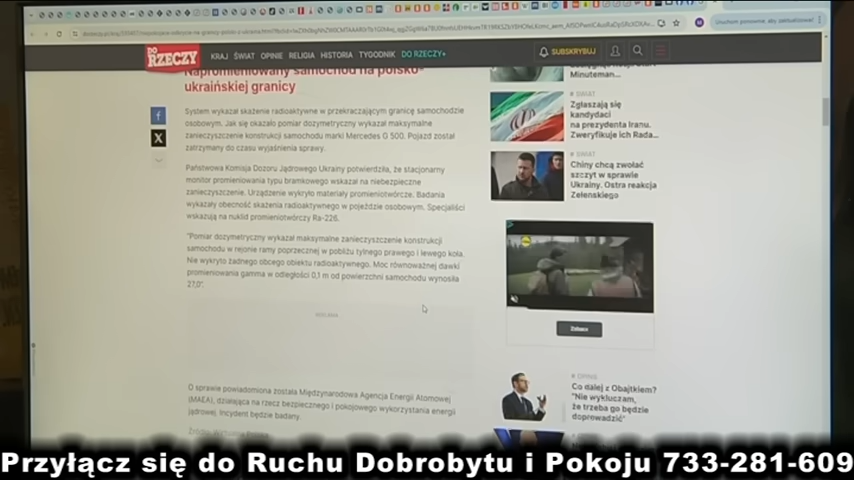 DO RZECZY
KRAJ ŚWIAT OPINIE RELIGIA HISTORIA TYGODNIK DO RZECZY+
SUBSKRYBUJ
Napromieniowany samochód na polsko-
ukraińskiej granicy
System wykazał skażenie radioaktywne w przekraczającym granicę samochodzie
osobowym. Jak się okazało pomiar dozymetryczny wykazał maksymalne
zanieczyszczenie konstrukcji samochodu marki Mercedes G 500. Pojazd został
zatrzymany do czasu wyjaśnienia sprawy.
Państwowa Komisja Dozoru Jądrowego Ukrainy potwierdziła, że stacjonarny
monitor promieniowania typu bramkowego wskazał na niebezpieczne
zanieczyszczenie. Urządzenie wykryło materiały promieniotwórcze. Badania
wykazały obecność skażenia radioaktywnego w pojeździe osobowym. Specjaliści
wskazują na nuklid promieniotwórczy Ra-226.
"Pomiar dozymetryczny wykazał maksymalne zanieczyszczenie konstrukcji
samochodu w rejonie ramy poprzecznej w pobliżu tylnego prawego i lewego koła.
Nie wykryto żadnego obcego obiektu radioaktywnego. Moc równoważnej dawki
promieniowania gamma w odległości 0,1 m od powierzchni samochodu wynosiła
27,0".
REKLAMA
O sprawie powiadomiona została Międzynarodowa Agencja Energii Atomowej
(MAEA), działająca na rzecz bezpiecznego i pokojowego wykorzystania energii
jądrowej. Incydent będzie badany.
Minuteman...
ŚWIAT
Zgłaszają się
kandydaci
na prezydenta Iranu.
Zweryfikuje ich Rada...
ŚWIAT
Chiny chcą zwołać
szczyt w sprawie
Ukrainy. Ostra reakcja
Zełenskiego
Zobacz
OPINIE
Co dalej z Obajtkiem?
"Nie wykluczam,
że trzeba go będzie
doprowadzić"
Przyłącz się do Ruchu Dobrobytu i Pokoju 733-281-609